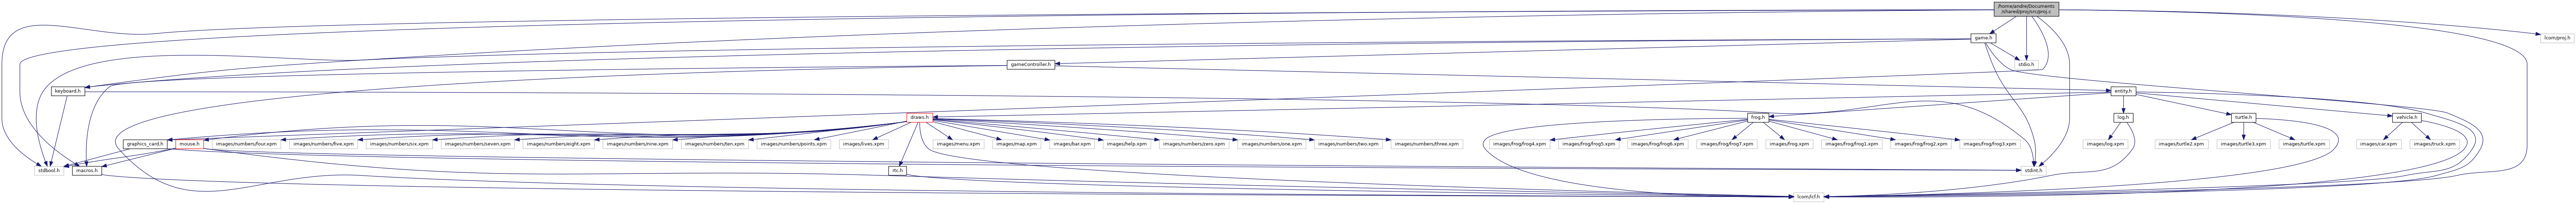 /home/andre/Documents
/shared/proj/src/proj.c
game.h
lcom/proj.h
gameController.h
stdio.h
keyboard.h
entity.h
draws.h
frog.h
log.h
turtle.h
vehicle.h
graphics_card.h
mouse.h
images/numbers/four.xpm
images/numbers/five.xpm
images/numbers/six.xpm
images/numbers/seven.xpm
images/numbers/eight.xpm
images/numbers/nine.xpm
images/numbers/ten.xpm
images/numbers/points.xpm
images/lives.xpm
images/menu.xpm
images/map.xpm
images/bar.xpm
images/help.xpm
images/numbers/zero.xpm
images/numbers/one.xpm
images/numbers/two.xpm
images/numbers/three.xpm
images/frog/frog4.xpm
images/frog/frog5.xpm
images/frog/frog6.xpm
images/frog/frog7.xpm
images/frog.xpm
images/frog/frog1.xpm
images/frog/frog2.xpm
images/frog/frog3.xpm
images/log.xpm
images/turtle2.xpm
images/turtle3.xpm
images/turtle.xpm
images/car.xpm
images/truck.xpm
stdbool.h
macros.h
rtc.h
stdint.h
lcom/lcf.h